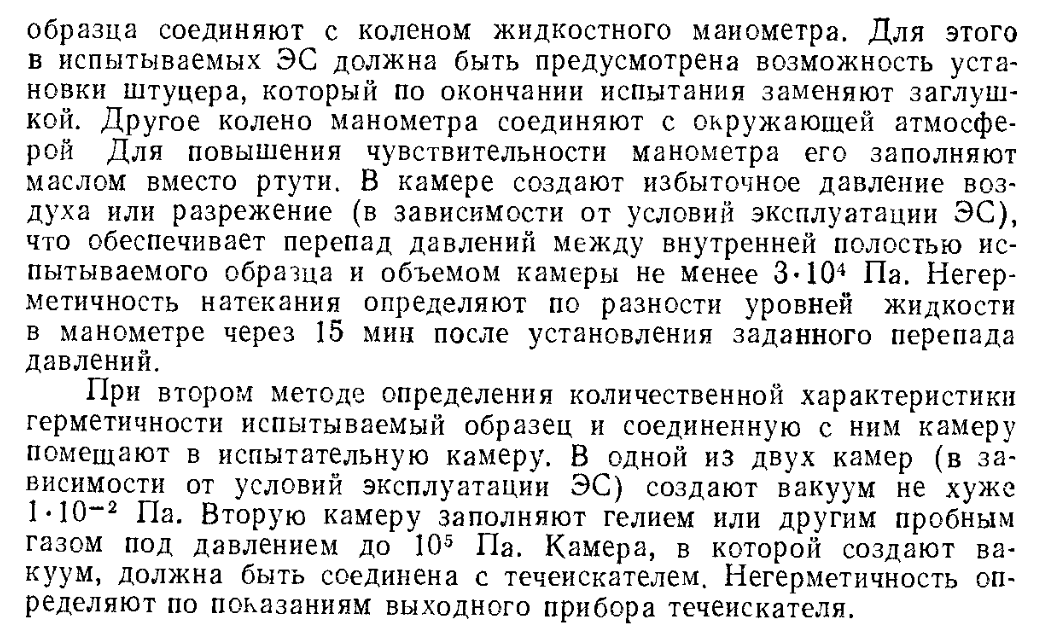 образца соединяют с коленом жидкостного манометра. Для этого
в испытываемых ЭС должна быть предусмотрена возможность уста-
новки штуцера, который по окончании испытания заменяют заглуш-
кой. Другое колено манометра соединяют с окружающей атмосфе-
рой Для повышения чувствительности манометра его заполняют
маслом вместо ртути. В камере создают избыточное давление воз-
духа или разрежение (в зависимости от условий эксплуатации ЭС),
что обеспечивает перепад давлений между внутренней полостью ис-
пытываемого образца и объемом камеры не менее 3·10⁴ Па. Негер-
метичность натекания определяют по разности уровней жидкости
в манометре через 15 мин после установления заданного перепада
давлений.
При втором методе определения количественной характеристики
герметичности испытываемый образец и соединенную с ним камеру
помещают в испытательную камеру. В одной из двух камер (в за-
висимости от условий эксплуатации ЭС) создают вакуум не хуже
1·10⁻² Па. Вторую камеру заполняют гелием или другим пробным
газом под давлением до 10⁵ Па. Камера, в которой создают ва-
куум, должна быть соединена с течеискателем. Негерметичность оп-
ределяют по показаниям выходного прибора течеискателя.